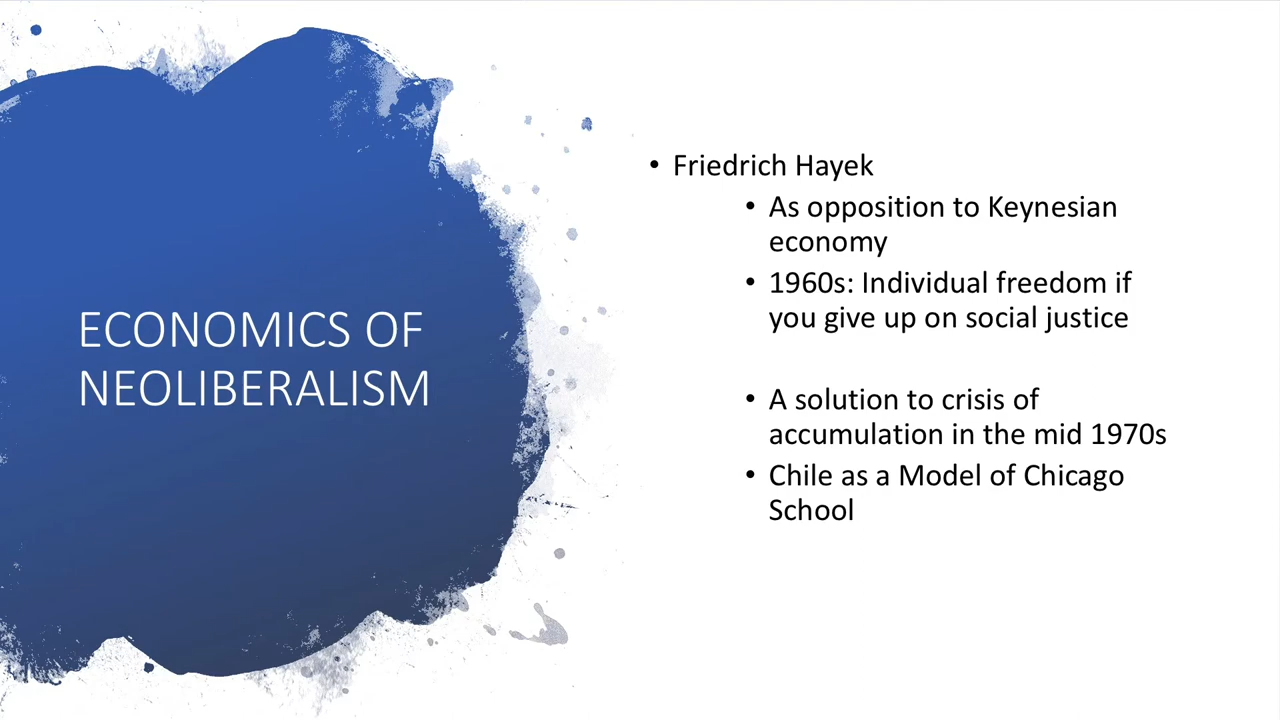 ECONOMICS OF
NEOLIBERALISM
• Friedrich Hayek
• As opposition to Keynesian
economy
• 1960s: Individual freedom if
you give up on social justice
• A solution to crisis of
accumulation in the mid 1970s
• Chile as a Model of Chicago
School